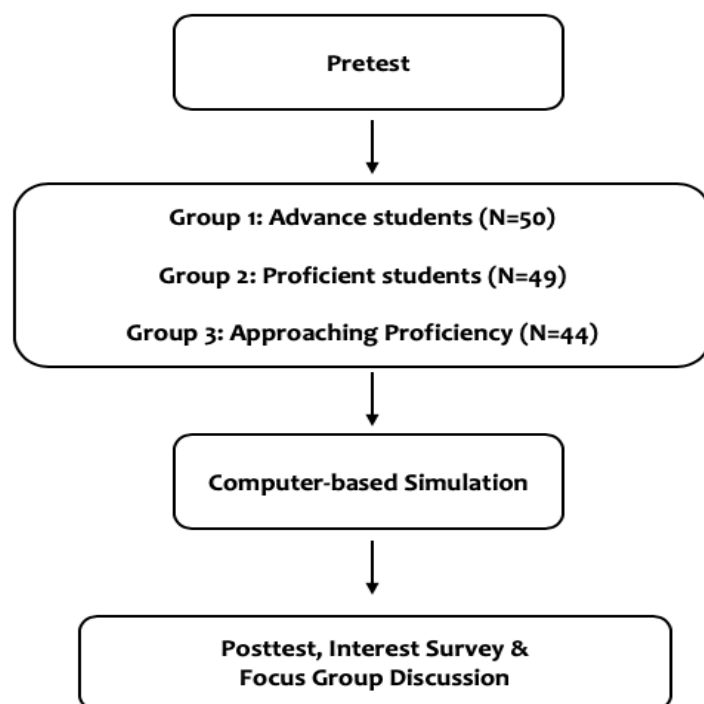 Pretest
Group 1: Advance students (N=50)
Group 2: Proficient students (N=49)
Group 3: Approaching Proficiency (N=44)
Computer-based Simulation
Posttest, Interest Survey &
Focus Group Discussion